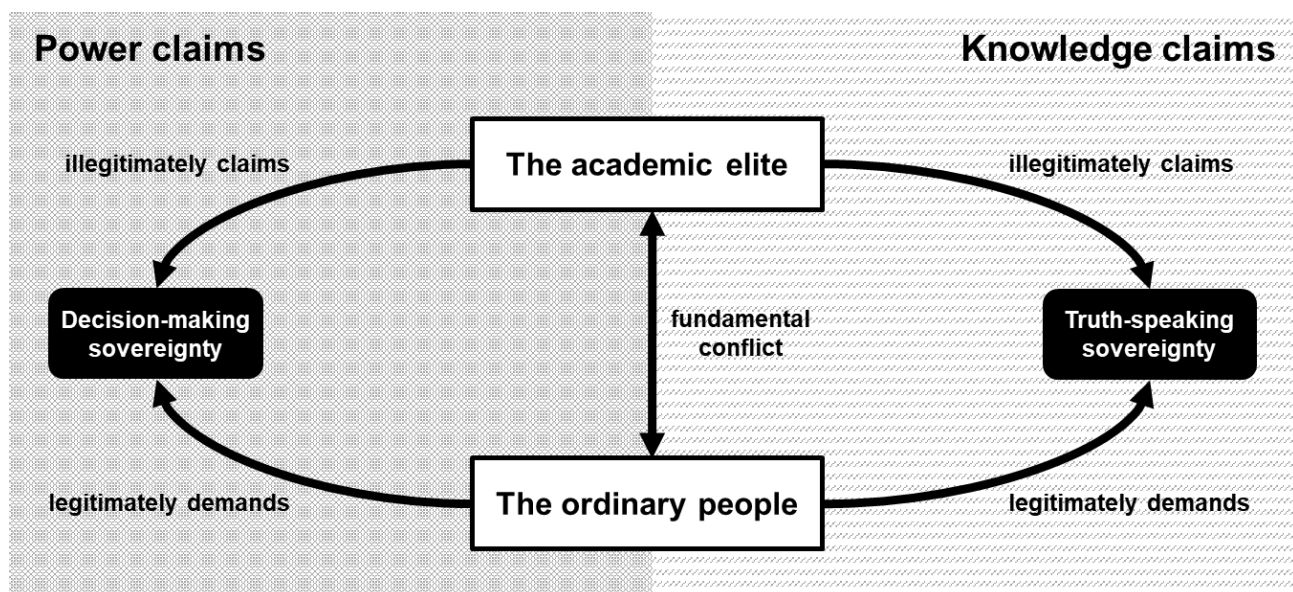 Power claims
Knowledge claims
illegitimately claims
The academic elite
illegitimately claims
Decision-making
sovereignty
fundamental
conflict
Truth-speaking
sovereignty
legitimately demands
The ordinary people
legitimately demands